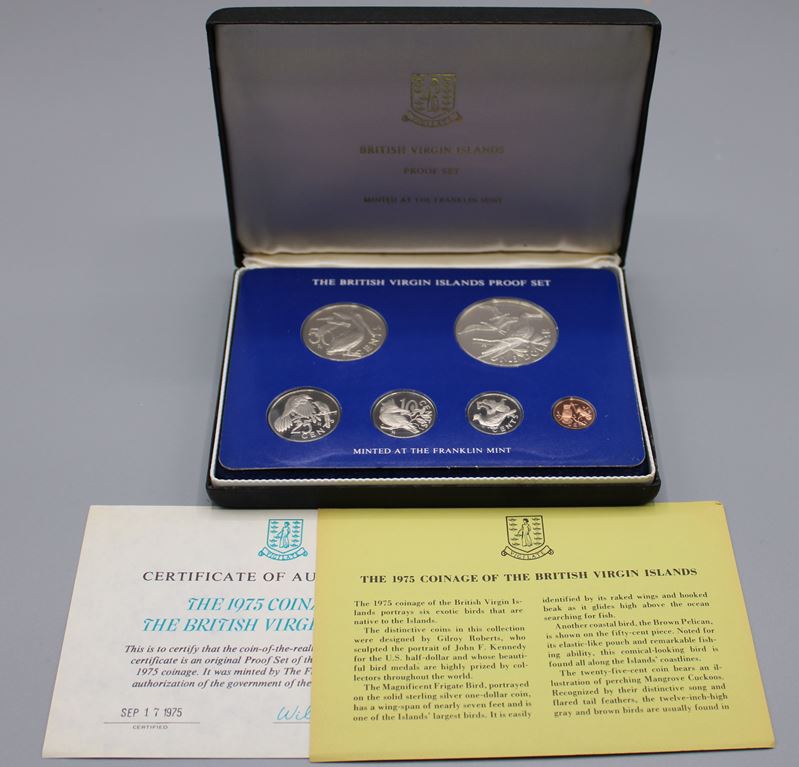 BRITISH VIRGIN ISLANDS
PROOF SET
MINTED AT THE FRANKLIN MINT
THE BRITISH VIRGIN ISLANDS PROOF SET
50 CENTS
25 CENTS
10 CENTS
MINTED AT THE FRANKLIN MINT
VIGILATE
CERTIFICATE OF AU
THE 1975 COINA
THE BRITISH VIRG
This is to certify that the coin-of-the-real
certificate is an original Proof Set of th
1975 coinage. It was minted by The F
authorization of the government of the
SEP 17 1975
CERTIFIED
Wil
VIGILATE
THE 1975 COINAGE OF THE BRITISH VIRGIN ISLANDS
The 1975 coinage of the British Virgin Is-
lands portrays six exotic birds that are
native to the Islands.
The distinctive coins in this collection
were designed by Gilroy Roberts, who
sculpted the portrait of John F. Kennedy
for the U.S. half-dollar and whose beauti-
ful bird medals are highly prized by col-
lectors throughout the world.
The Magnificent Frigate Bird, portrayed
on the solid sterling silver one-dollar coin,
has a wing-span of nearly seven feet and is
one of the Islands' largest birds. It is easily
identified by its raked wings and hooked
beak as it glides high above the ocean
searching for fish.
Another coastal bird, the Brown Pelican,
is shown on the fifty-cent piece. Noted for
its elastic-like pouch and remarkable fish-
ing ability, this comical-looking bird is
found all along the Islands' coastlines.
The twenty-five-cent coin bears an il-
lustration of perching Mangrove Cuckoos.
Recognized by their distinctive song and
flared tail feathers, the twelve-inch-high
gray and brown birds are usually found in